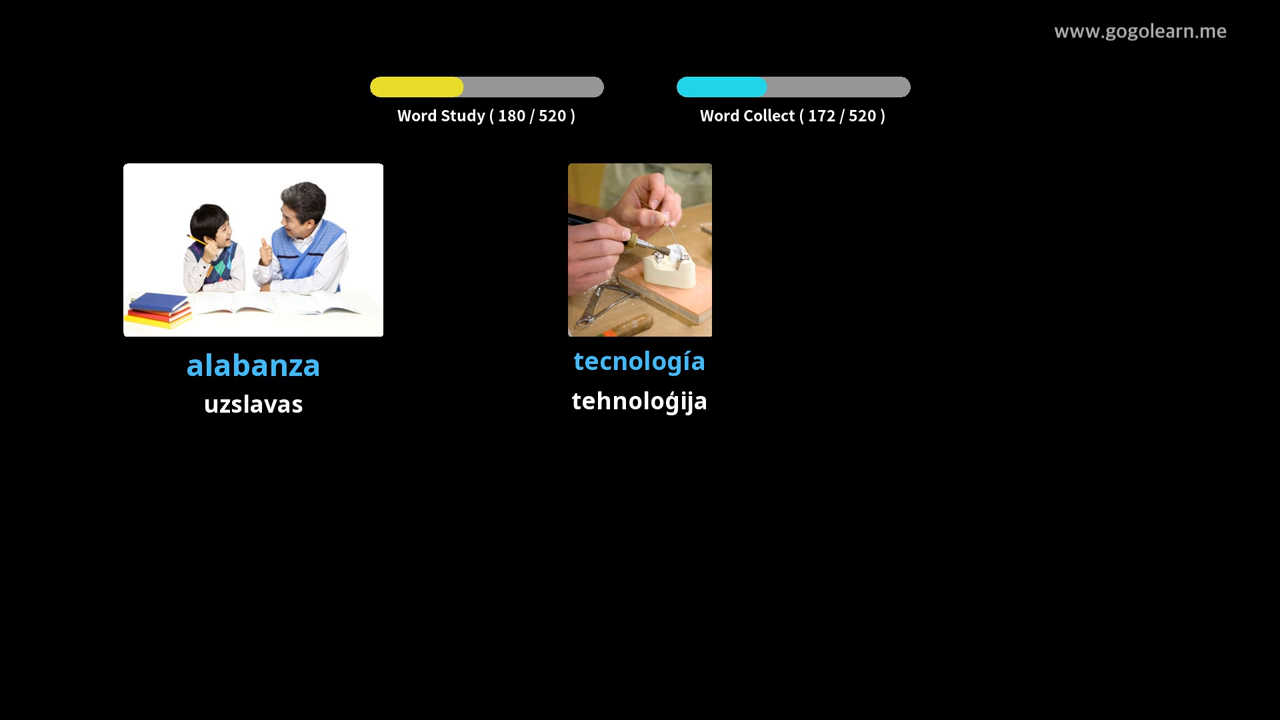 www.gogolearn.me
Word Study ( 180 / 520 )
Word Collect ( 172 / 520 )
alabanza
uzslavas
tecnología
tehnoloģija